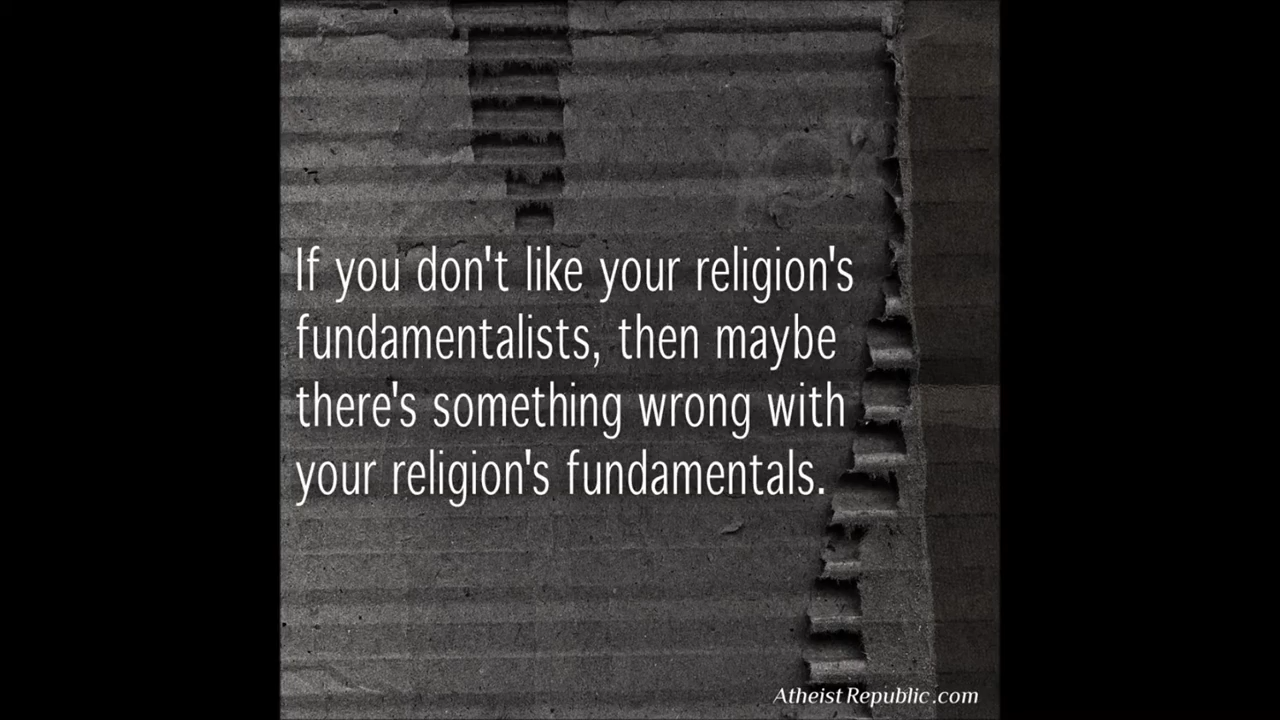 If you don't like your religion's
fundamentalists, then maybe
there's something wrong with
your religion's fundamentals.
AtheistRepublic.com